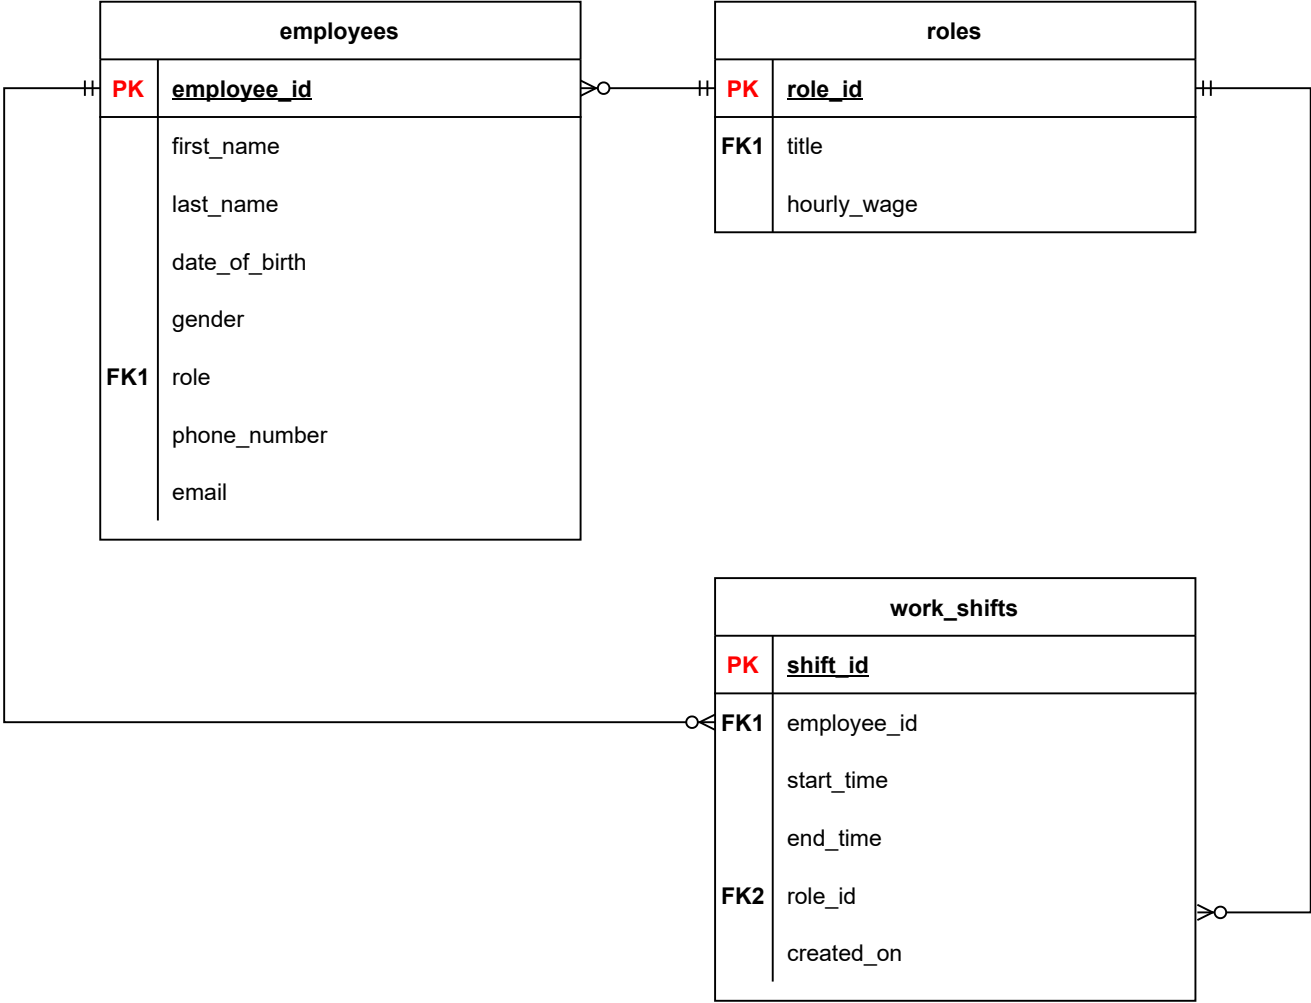 employees
PK employee_id
first_name
last_name
date_of_birth
gender
FK1 role
phone_number
email
roles
PK role_id
FK1 title
hourly_wage
work_shifts
PK shift_id
FK1 employee_id
start_time
end_time
FK2 role_id
created_on